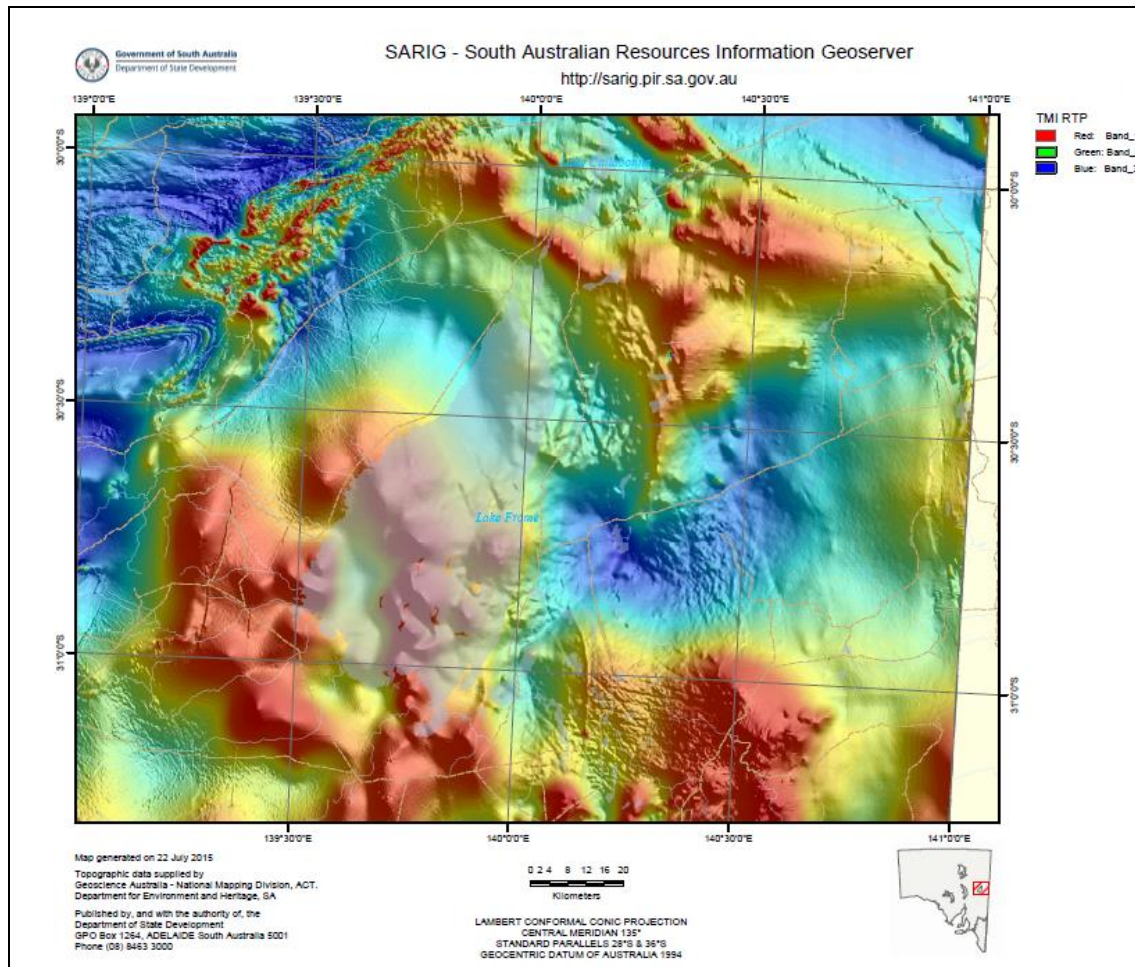 Government of South Australia
Department of State Development
SARIG - South Australian Resources Information Geoserver
http://sarig.pir.sa.gov.au
139°0'0"E
139°30'0"E
140°0'0"E
140°30'0"E
141°0'0"E
TMI RTP
Red: Band_
Green: Band_
Blue: Band_
30°0'0"S
30°0'0"S
30°30'0"S
30°30'0"S
Lake Frome
31°0'0"S
31°0'0"S
139°30'0"E
140°0'0"E
140°30'0"E
141°0'0"E
Map generated on 22 July 2015
Topographic data supplied by
Geoscience Australia - National Mapping Division, ACT.
Department for Environment and Heritage, SA
Published by, and with the authority of, the
Department of State Development
GPO Box 1264, ADELAIDE South Australia 5001
Phone (08) 8463 3000
0 2 4 8 12 16 20
Kilometers
LAMBERT CONFORMAL CONIC PROJECTION
CENTRAL MERIDIAN 135°
STANDARD PARALLELS 28°S & 36°S
GEOCENTRIC DATUM OF AUSTRALIA 1994